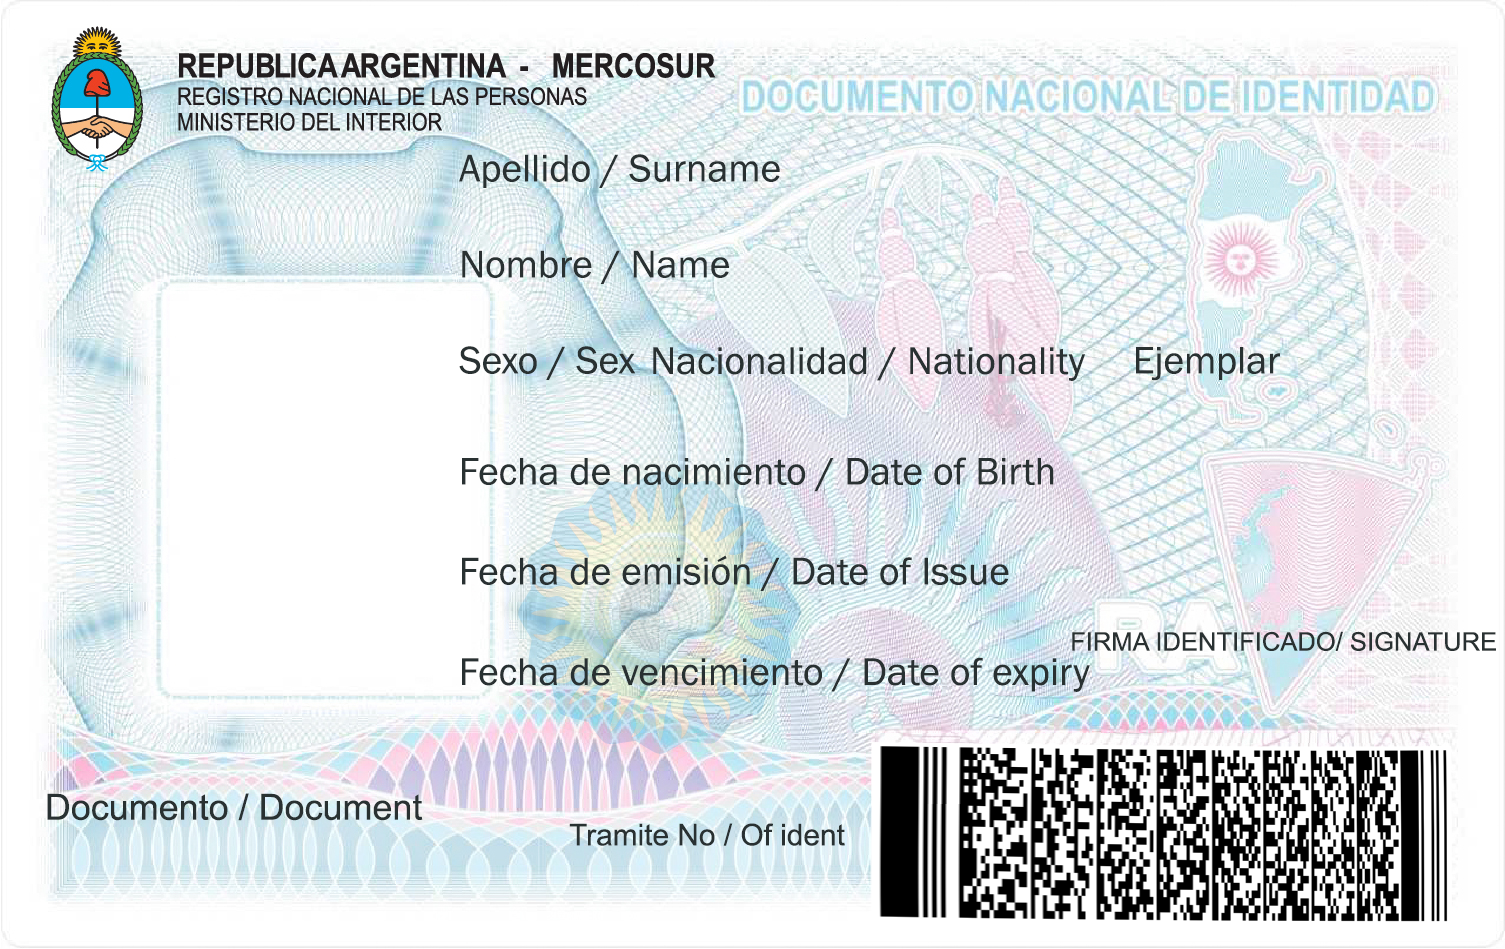 REPUBLICA ARGENTINA - MERCOSUR
REGISTRO NACIONAL DE LAS PERSONAS
MINISTERIO DEL INTERIOR
DOCUMENTO NACIONAL DE IDENTIDAD
Apellido / Surname
Nombre / Name
Sexo / Sex Nacionalidad / Nationality Ejemplar
Fecha de nacimiento / Date of Birth
Fecha de emisión / Date of Issue
RA
FIRMA IDENTIFICADO/ SIGNATURE
Fecha de vencimiento / Date of expiry
Documento / Document
Tramite No / Of ident